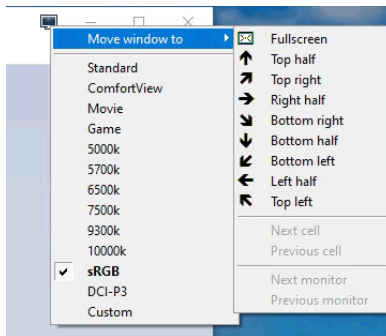 Move window to
Standard
ComfortView
Movie
Game
5000k
5700k
6500k
7500k
9300k
10000k
sRGB
DCI-P3
Custom
Fullscreen
Top half
Top right
Right half
Bottom right
Bottom half
Bottom left
Left half
Top left
Next cell
Previous cell
Next monitor
Previous monitor